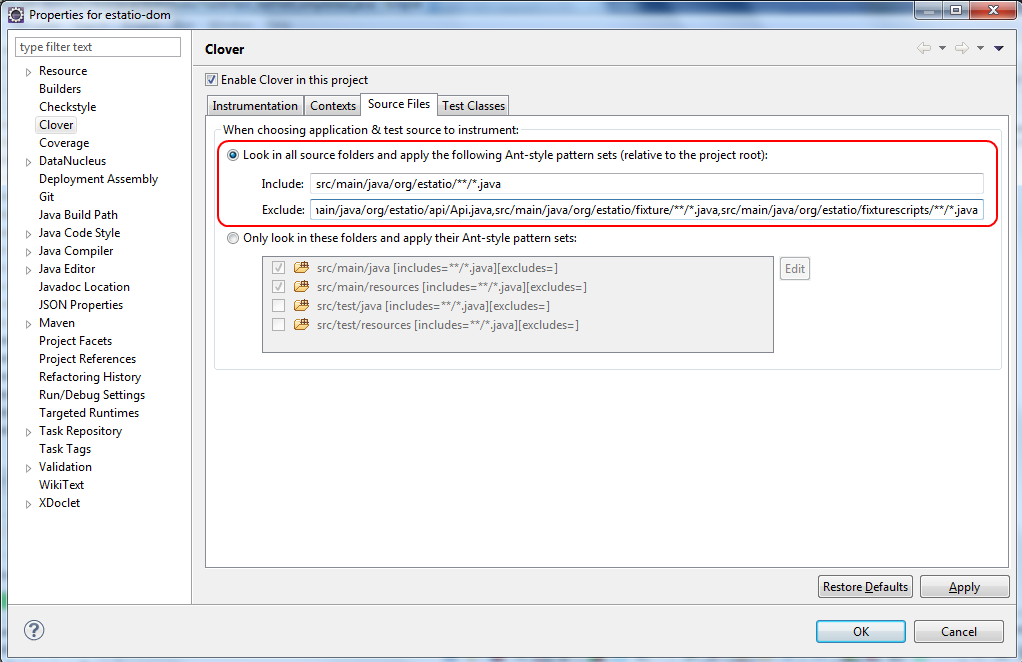 Properties for estatio-dom
type filter text
Resource
Builders
Checkstyle
Clover
Coverage
DataNucleus
Deployment Assembly
Git
Java Build Path
Java Code Style
Java Compiler
Java Editor
Javadoc Location
JSON Properties
Maven
Project Facets
Project References
Refactoring History
Run/Debug Settings
Targeted Runtimes
Task Repository
Task Tags
Validation
WikiText
XDoclet
Clover
Enable Clover in this project
Instrumentation Contexts Source Files Test Classes
When choosing application & test source to instrument:
Look in all source folders and apply the following Ant-style pattern sets (relative to the project root):
Include: src/main/java/org/estatio/**/*.java
Exclude: main/java/org/estatio/api/Api.java,src/main/java/org/estatio/fixture/**/*.java,src/main/java/org/estatio/fixturescripts/**/*.java
Only look in these folders and apply their Ant-style pattern sets:
src/main/java [includes=**/*.java][excludes=]
Edit
src/main/resources [includes=**/*.java][excludes=]
src/test/java [includes=**/*.java][excludes=]
src/test/resources [includes=**/*.java][excludes=]
Restore Defaults Apply
? OK Cancel